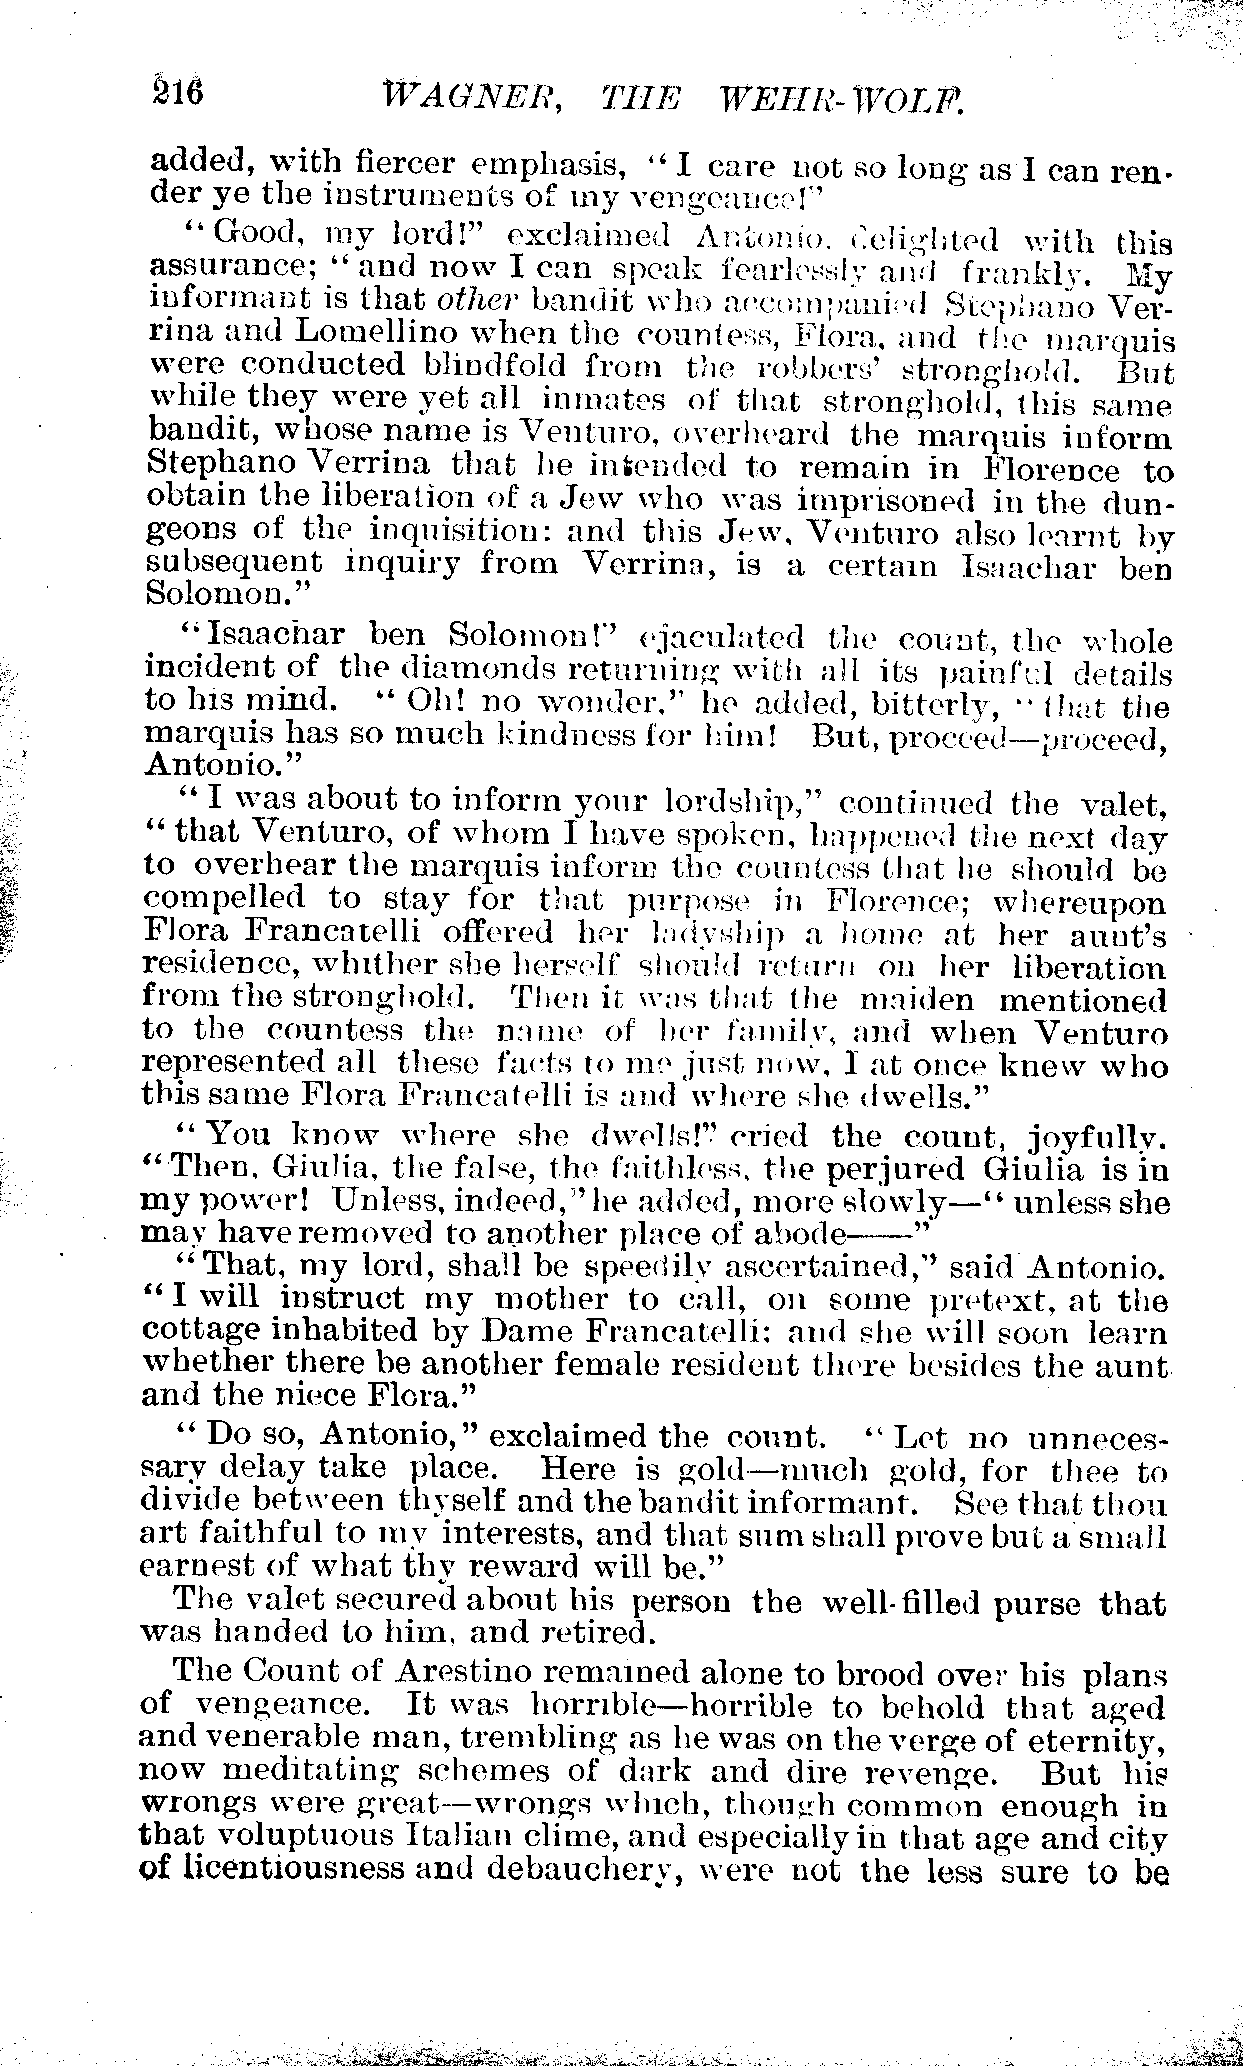 216 WAGNER, THE WEHR-WOLF.
added, with fiercer emphasis, “I care not so long as I can ren-
der ye the instruments of my vengeance!”
“Good, my lord!” exclaimed Antonio, delighted with this
assurance; “and now I can speak fearlessly and frankly. My
informant is that other bandit who accompanied Stephano Ver-
rina and Lomellino when the countess, Flora, and the marquis
were conducted blindfold from the robbers’ stronghold. But
while they were yet all inmates of that stronghold, this same
bandit, whose name is Venturo, overheard the marquis inform
Stephano Verrina that he intended to remain in Florence to
obtain the liberation of a Jew who was imprisoned in the dun-
geons of the inquisition: and this Jew, Venturo also learnt by
subsequent inquiry from Verrina, is a certain Isaachar ben
Solomon.”
“Isaachar ben Solomon!” ejaculated the count, the whole
incident of the diamonds returning with all its painful details
to his mind. “Oh! no wonder,” he added, bitterly, “that the
marquis has so much kindness for him! But, proceed—proceed,
Antonio.”
“I was about to inform your lordship,” continued the valet,
“that Venturo, of whom I have spoken, happened the next day
to overhear the marquis inform the countess that he should be
compelled to stay for that purpose in Florence; whereupon
Flora Francatelli offered her ladyship a home at her aunt’s
residence, whither she herself should return on her liberation
from the stronghold. Then it was that the maiden mentioned
to the countess the name of her family, and when Venturo
represented all these facts to me just now, I at once knew who
this same Flora Francatelli is and where she dwells.”
“You know where she dwells!” cried the count, joyfully.
“Then, Giulia, the false, the faithless, the perjured Giulia is in
my power! Unless, indeed,” he added, more slowly—“unless she
may have removed to another place of abode——”
“That, my lord, shall be speedily ascertained,” said Antonio.
“I will instruct my mother to call, on some pretext, at the
cottage inhabited by Dame Francatelli; and she will soon learn
whether there be another female resident there besides the aunt
and the niece Flora.”
“Do so, Antonio,” exclaimed the count. “Let no unneces-
sary delay take place. Here is gold—much gold, for thee to
divide between thyself and the bandit informant. See that thou
art faithful to my interests, and that sum shall prove but a small
earnest of what thy reward will be.”
The valet secured about his person the well-filled purse that
was handed to him, and retired.
The Count of Arestino remained alone to brood over his plans
of vengeance. It was horrible—horrible to behold that aged
and venerable man, trembling as he was on the verge of eternity,
now meditating schemes of dark and dire revenge. But his
wrongs were great—wrongs which, though common enough in
that voluptuous Italian clime, and especially in that age and city
of licentiousness and debauchery, were not the less sure to be